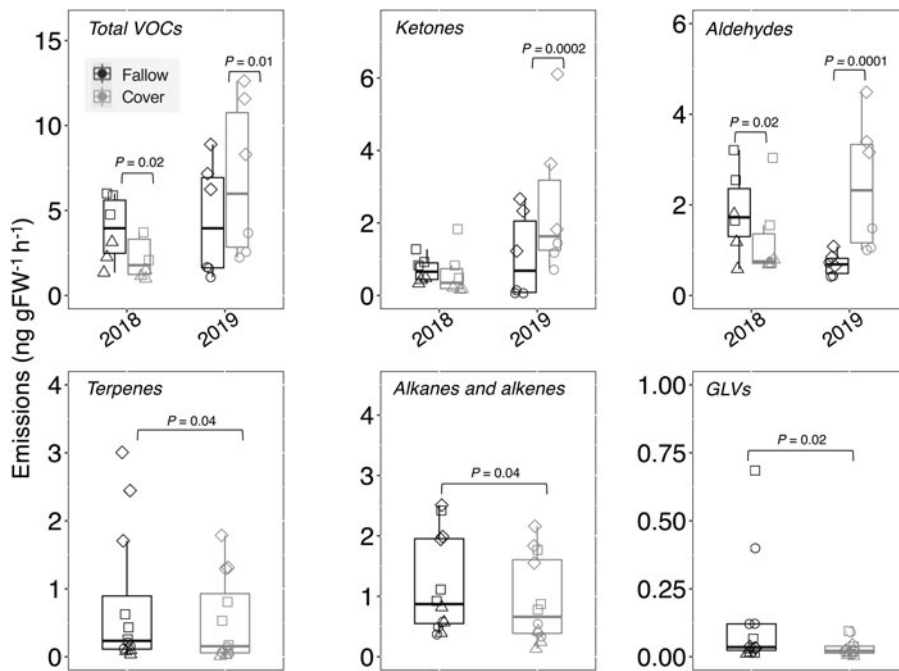 Emissions (ng gFW⁻¹ h⁻¹)
Total VOCs
15
10
5
0
Fallow
Cover
P = 0.02
P = 0.01
2018
2019
Ketones
6
4
2
0
P = 0.0002
2018
2019
Aldehydes
6
4
2
0
P = 0.02
P = 0.0001
2018
2019
Terpenes
4
3
2
1
0
P = 0.04
Alkanes and alkenes
4
3
2
1
0
P = 0.04
GLVs
1.00
0.75
0.50
0.25
0.00
P = 0.02